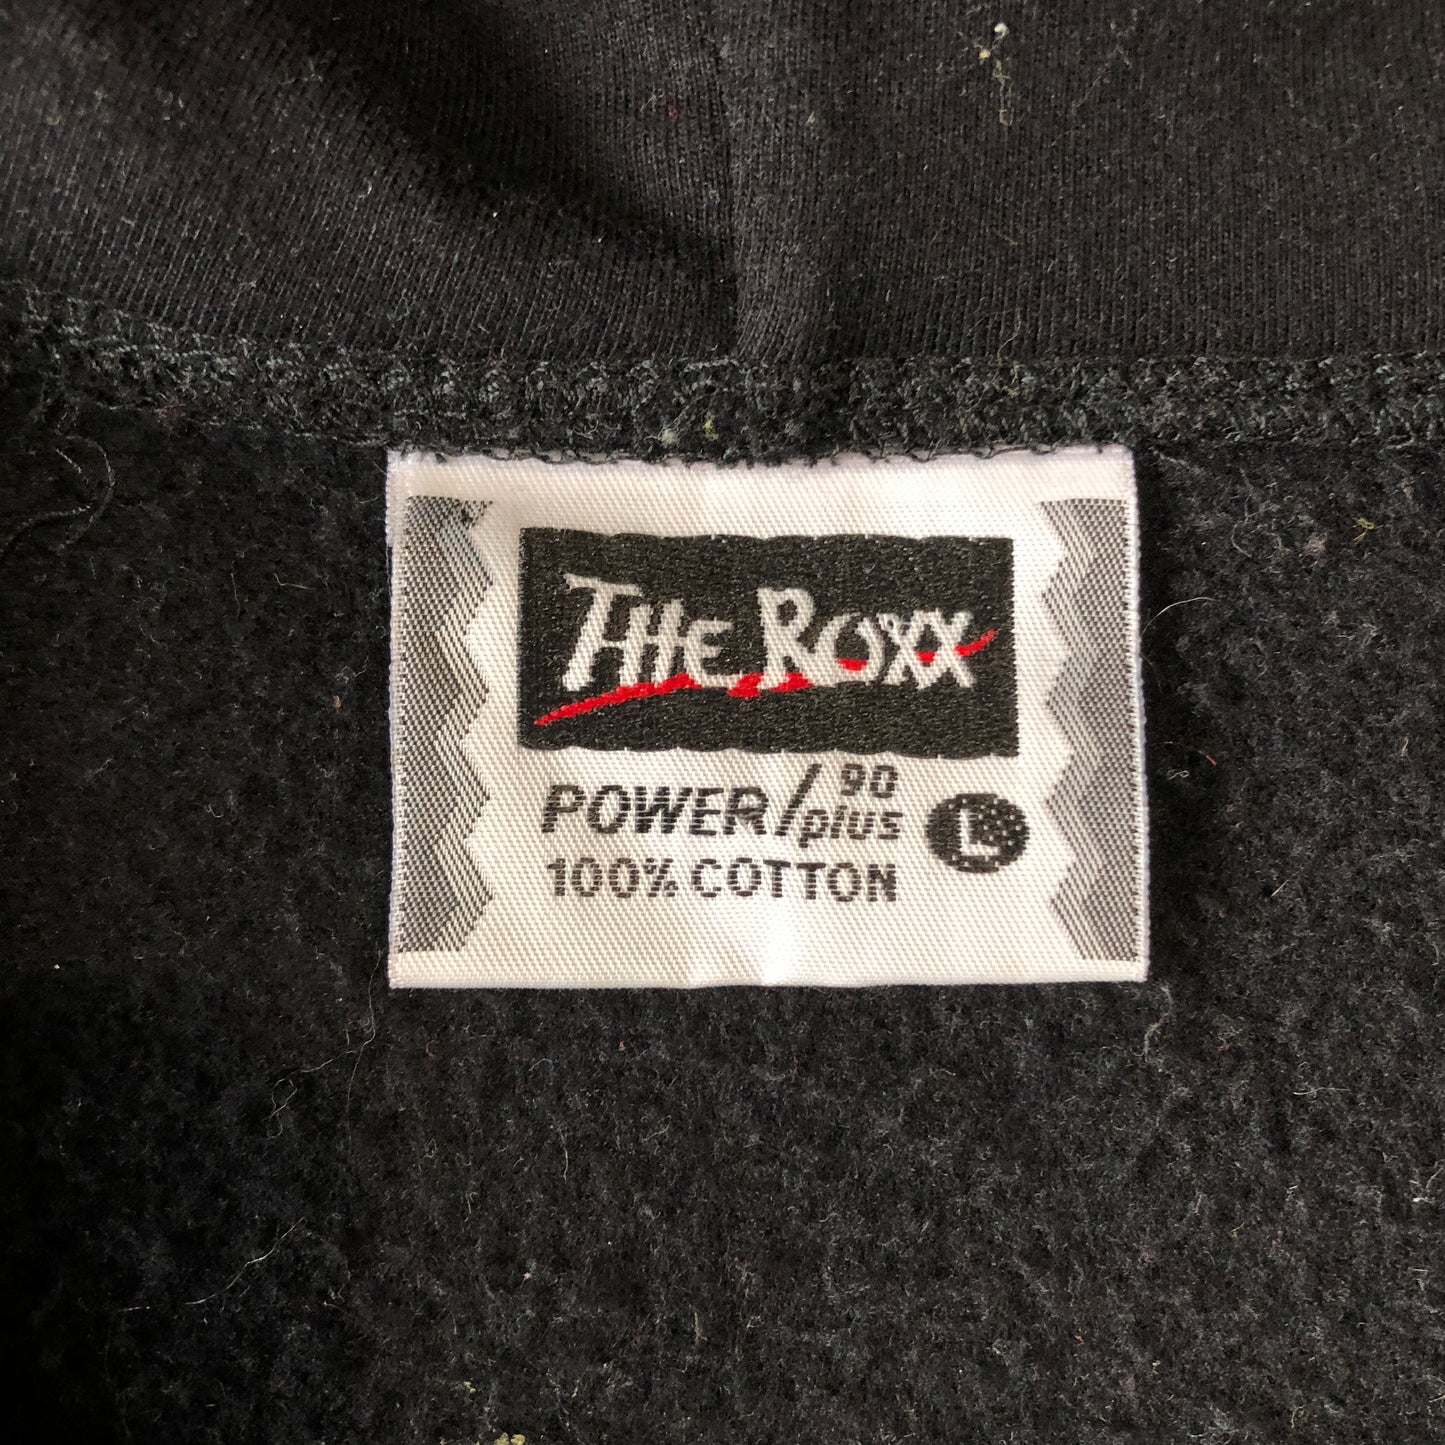 THE ROXX
POWER/90 plus
100% COTTON
L